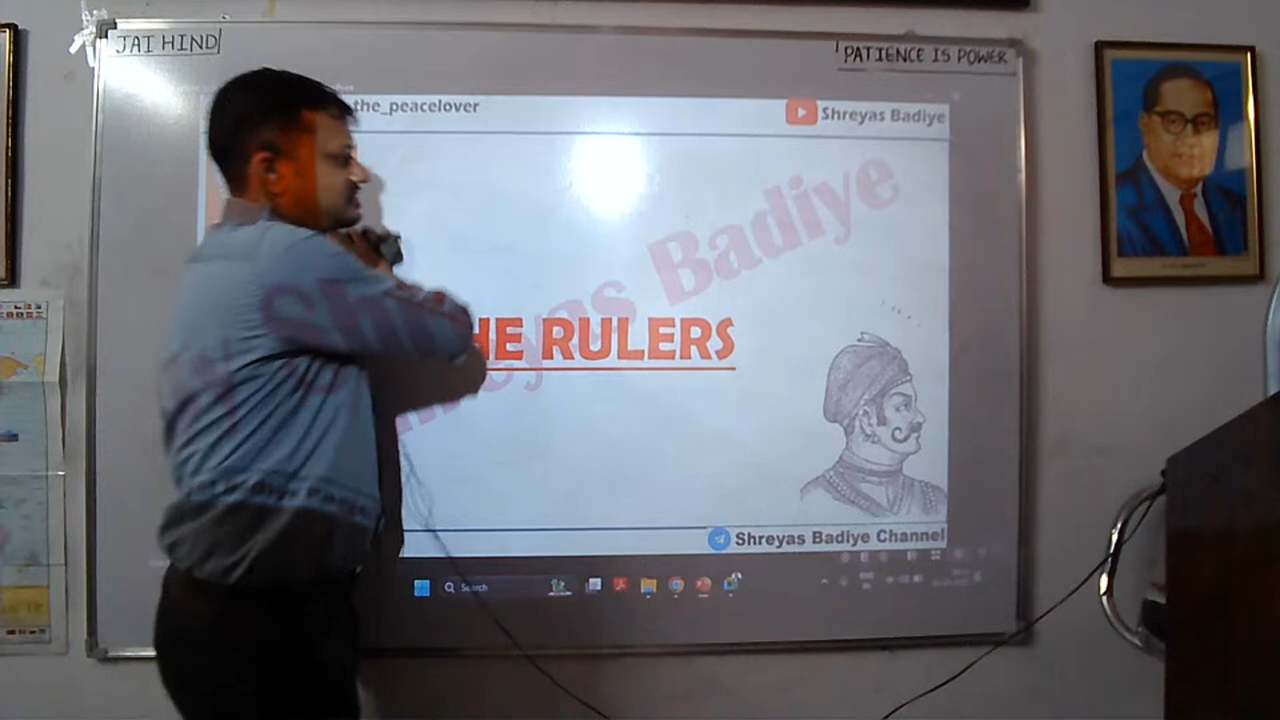 JAI HIND
PATIENCE IS POWER
the_peacelover
Shreyas Badiye
Shreyas Badiye
HE RULERS
Shreyas Badiye Channel
Search